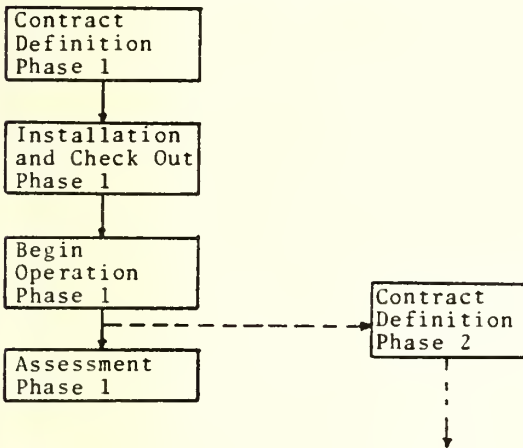 Contract
Definition
Phase 1
Installation
and Check Out
Phase 1
Begin
Operation
Phase 1
Contract
Definition
Phase 2
Assessment
Phase 1